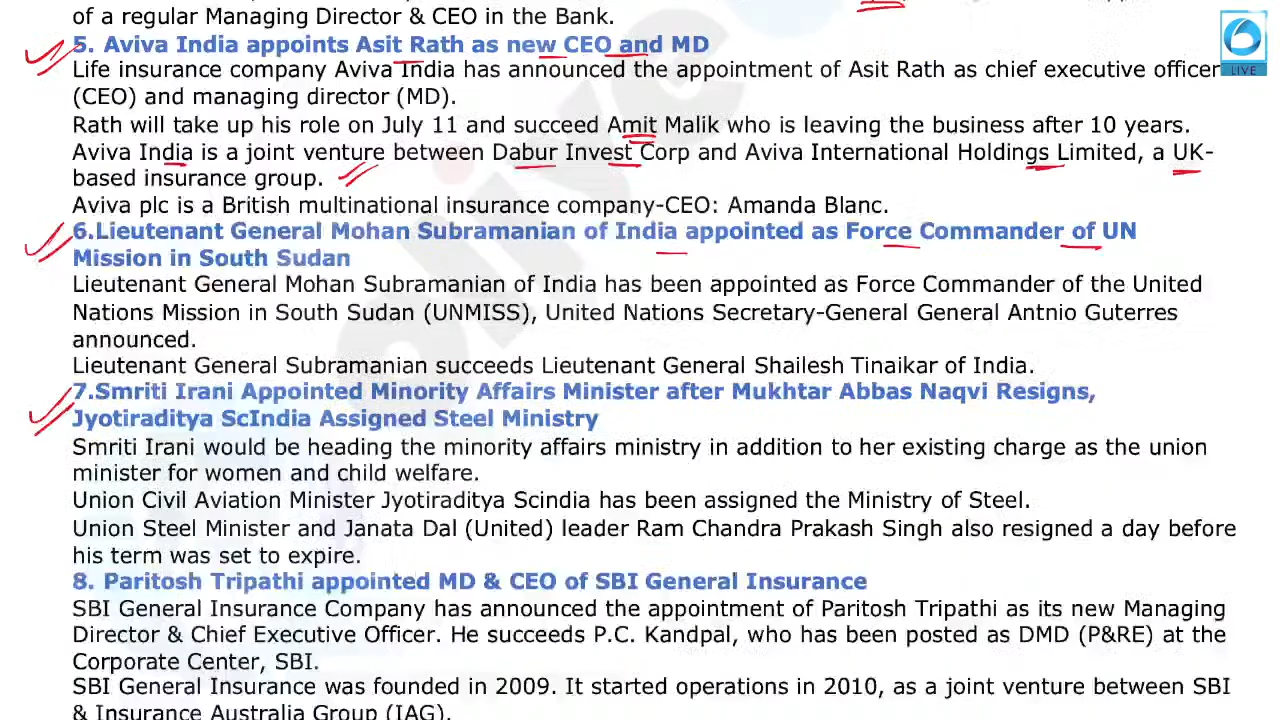 of a regular Managing Director & CEO in the Bank.
5. Aviva India appoints Asit Rath as new CEO and MD
Life insurance company Aviva India has announced the appointment of Asit Rath as chief executive officer
(CEO) and managing director (MD).
Rath will take up his role on July 11 and succeed Amit Malik who is leaving the business after 10 years.
Aviva India is a joint venture between Dabur Invest Corp and Aviva International Holdings Limited, a UK-
based insurance group.
Aviva plc is a British multinational insurance company-CEO: Amanda Blanc.
6.Lieutenant General Mohan Subramanian of India appointed as Force Commander of UN
Mission in South Sudan
Lieutenant General Mohan Subramanian of India has been appointed as Force Commander of the United
Nations Mission in South Sudan (UNMISS), United Nations Secretary-General General Antnio Guterres
announced.
Lieutenant General Subramanian succeeds Lieutenant General Shailesh Tinaikar of India.
7.Smriti Irani Appointed Minority Affairs Minister after Mukhtar Abbas Naqvi Resigns,
Jyotiraditya ScIndia Assigned Steel Ministry
Smriti Irani would be heading the minority affairs ministry in addition to her existing charge as the union
minister for women and child welfare.
Union Civil Aviation Minister Jyotiraditya Scindia has been assigned the Ministry of Steel.
Union Steel Minister and Janata Dal (United) leader Ram Chandra Prakash Singh also resigned a day before
his term was set to expire.
8. Paritosh Tripathi appointed MD & CEO of SBI General Insurance
SBI General Insurance Company has announced the appointment of Paritosh Tripathi as its new Managing
Director & Chief Executive Officer. He succeeds P.C. Kandpal, who has been posted as DMD (P&RE) at the
Corporate Center, SBI.
SBI General Insurance was founded in 2009. It started operations in 2010, as a joint venture between SBI
& Insurance Australia Group (IAG).
LIVE